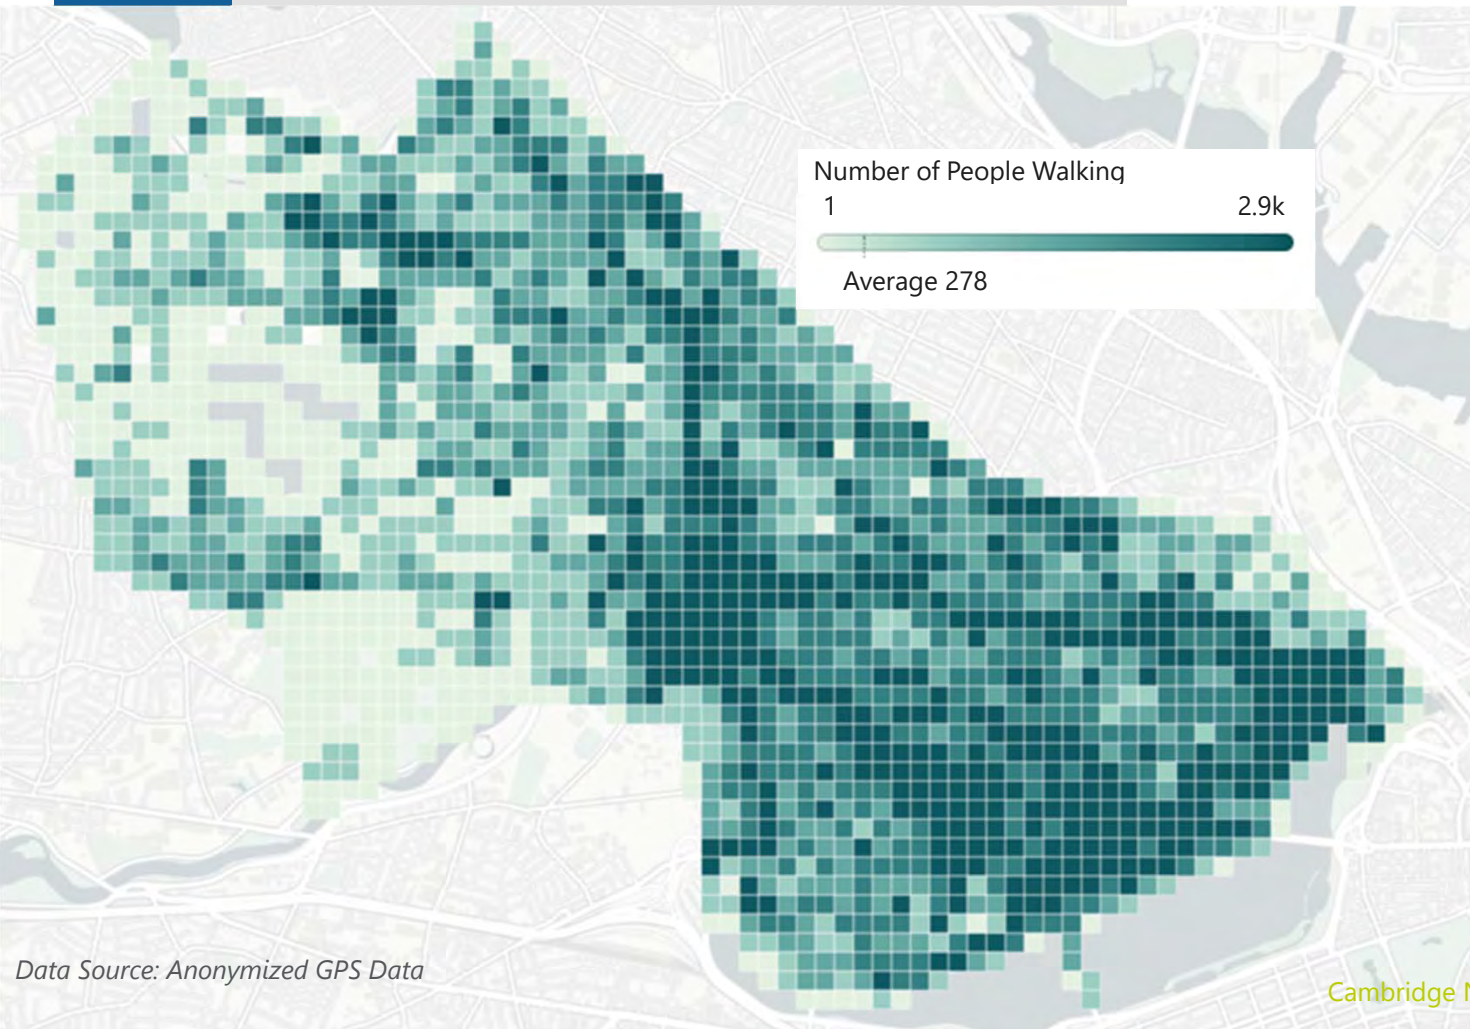 Number of People Walking
1 2.9k
Average 278
Data Source: Anonymized GPS Data
Cambridge